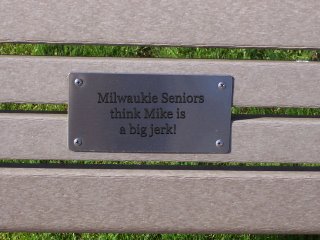 Milwaukie Seniors
think Mike is
a big jerk!